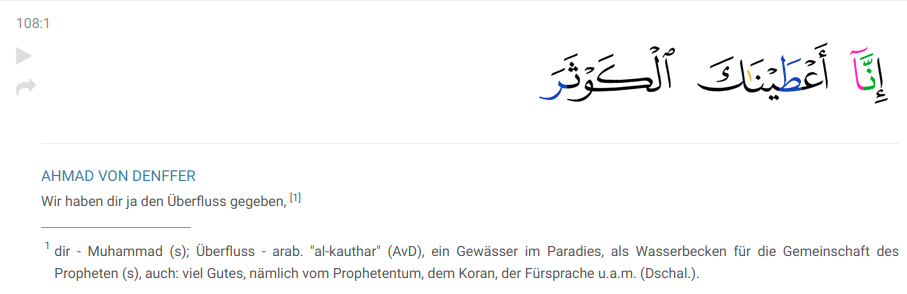 108:1
إِنَّآ أَعْطَيْنَٰكَ ٱلْكَوْثَرَ
AHMAD VON DENFFER
Wir haben dir ja den Überfluss gegeben, [1]
1 dir - Muhammad (s); Überfluss - arab. "al-kauthar" (AvD), ein Gewässer im Paradies, als Wasserbecken für die Gemeinschaft des
Propheten (s), auch: viel Gutes, nämlich vom Prophetentum, dem Koran, der Fürsprache u.a.m. (Dschal.).